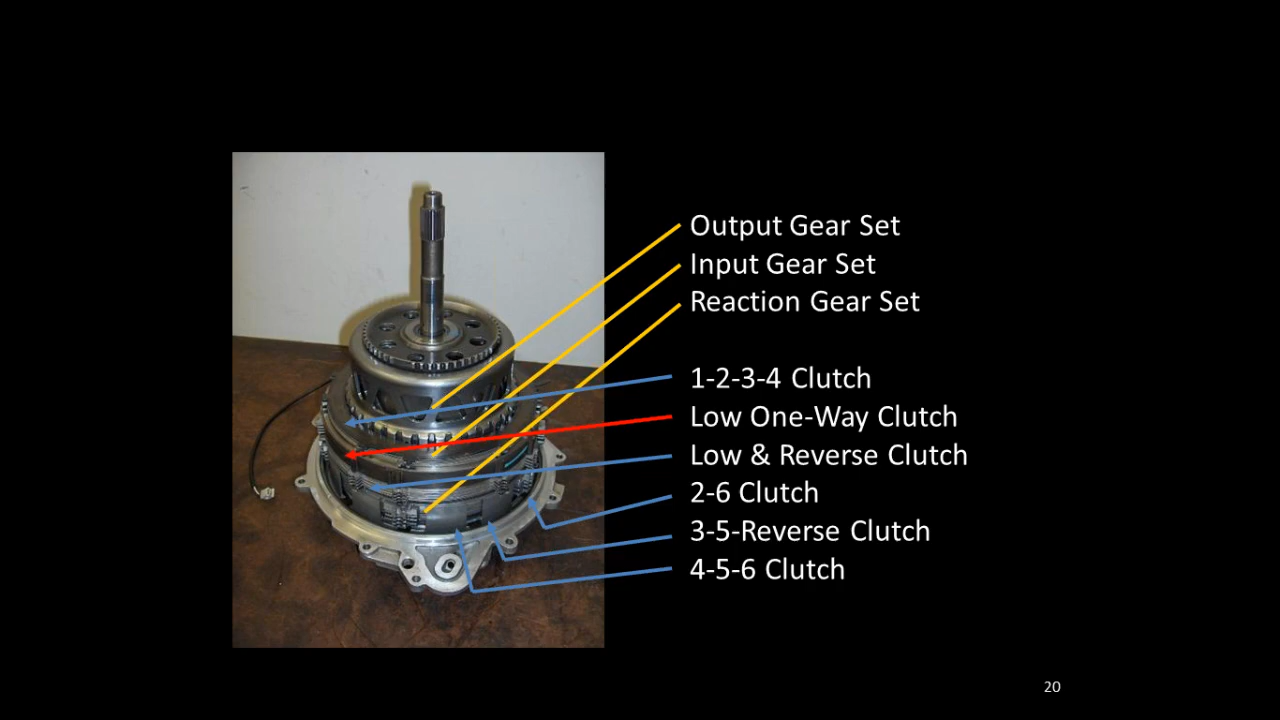 Output Gear Set
Input Gear Set
Reaction Gear Set
1-2-3-4 Clutch
Low One-Way Clutch
Low & Reverse Clutch
2-6 Clutch
3-5-Reverse Clutch
4-5-6 Clutch
20